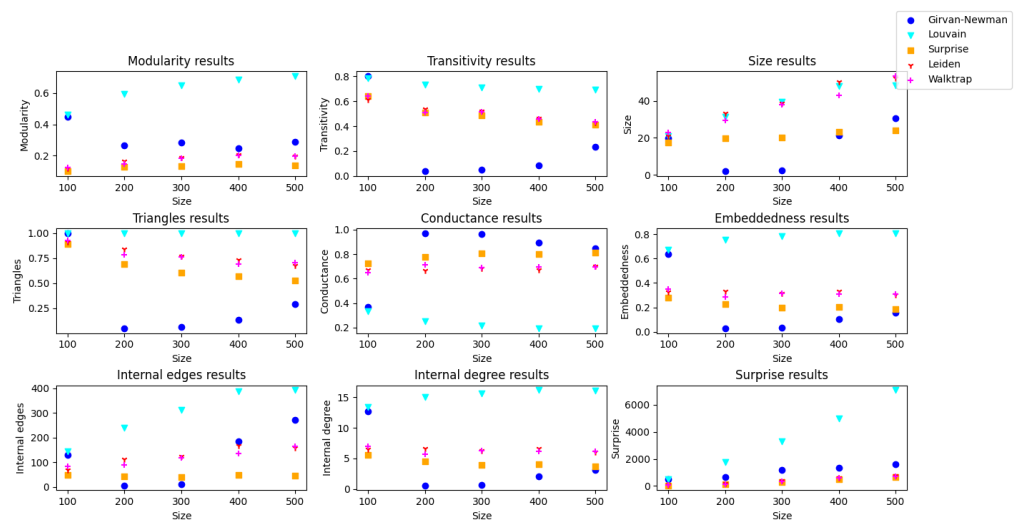 Girvan-Newman
Louvain
Surprise
Leiden
Walktrap
Modularity results
Modularity
0.6
0.4
0.2
100 200 300 400 500
Size
Transitivity results
Transitivity
0.8
0.6
0.4
0.2
0.0
100 200 300 400 500
Size
Size results
Size
40
20
0
100 200 300 400 500
Size
Triangles results
Triangles
1.00
0.75
0.50
0.25
100 200 300 400 500
Size
Conductance results
Conductance
1.0
0.8
0.6
0.4
0.2
100 200 300 400 500
Size
Embeddedness results
Embeddedness
0.8
0.6
0.4
0.2
0.0
100 200 300 400 500
Size
Internal edges results
Internal edges
400
300
200
100
0
100 200 300 400 500
Size
Internal degree results
Internal degree
15
10
5
0
100 200 300 400 500
Size
Surprise results
Surprise
6000
4000
2000
0
100 200 300 400 500
Size